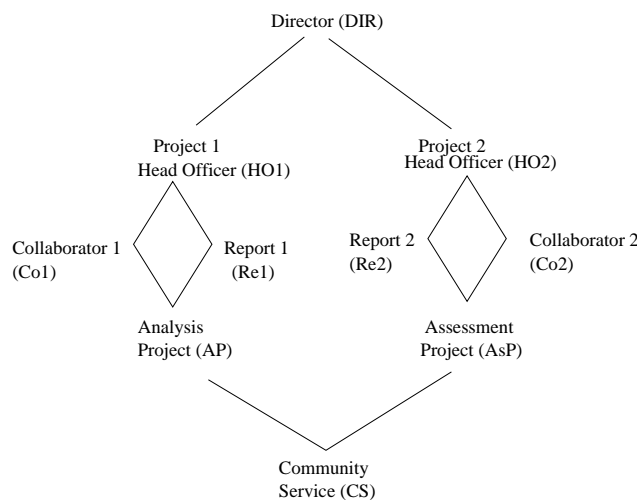 Director (DIR)
Project 1
Head Officer (HO1)
Project 2
Head Officer (HO2)
Collaborator 1
(Co1)
Report 1
(Re1)
Report 2
(Re2)
Collaborator 2
(Co2)
Analysis
Project (AP)
Assessment
Project (AsP)
Community
Service (CS)